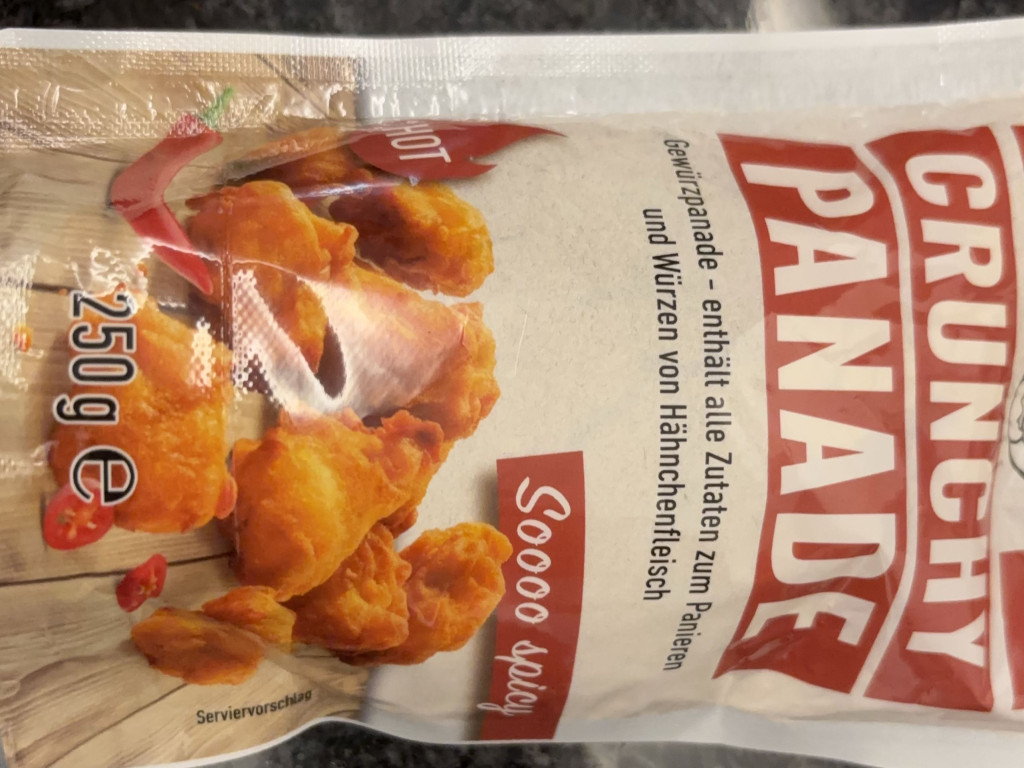 CRUNCHY
PANADE
Gewürzpanade - enthält alle Zutaten zum Panieren
und Würzen von Hähnchenfleisch
Soooo spicy
HOT
250 g e
Serviervorschlag